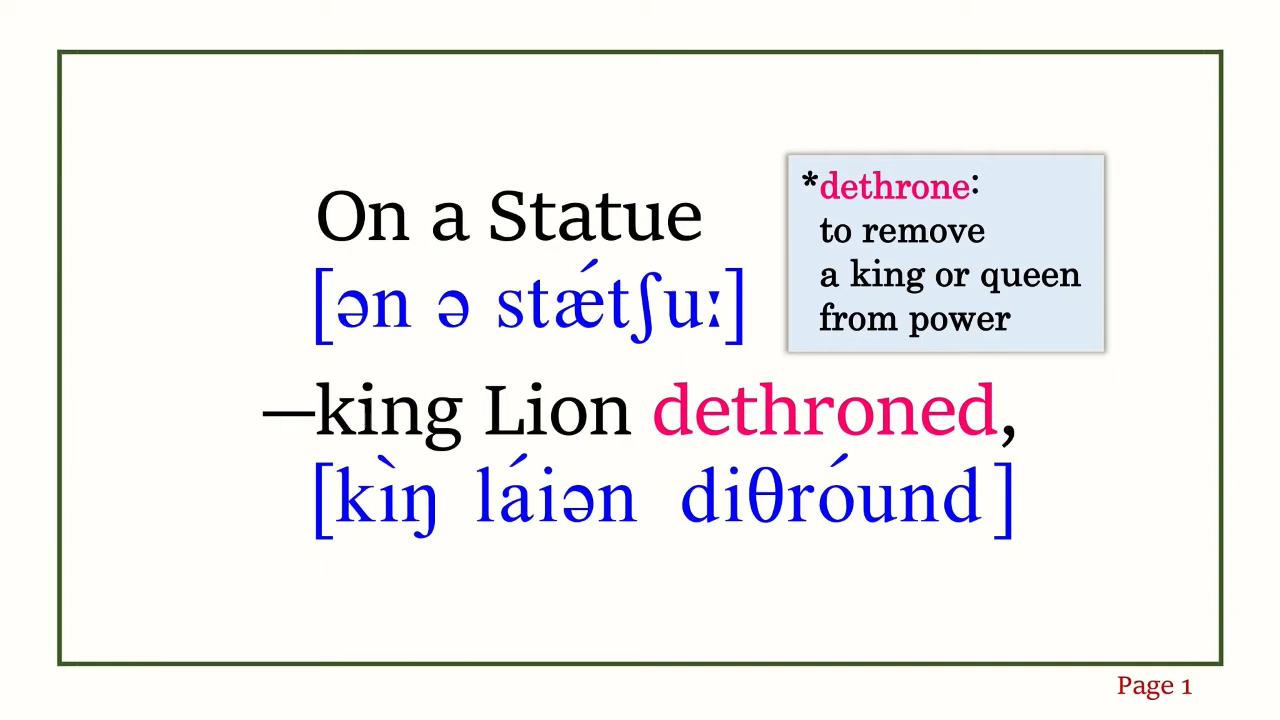 On a Statue
[ən ə stǽtʃuː]
—king Lion dethroned,
[kìŋ láiən diθróund]
*dethrone:
to remove
a king or queen
from power
Page 1